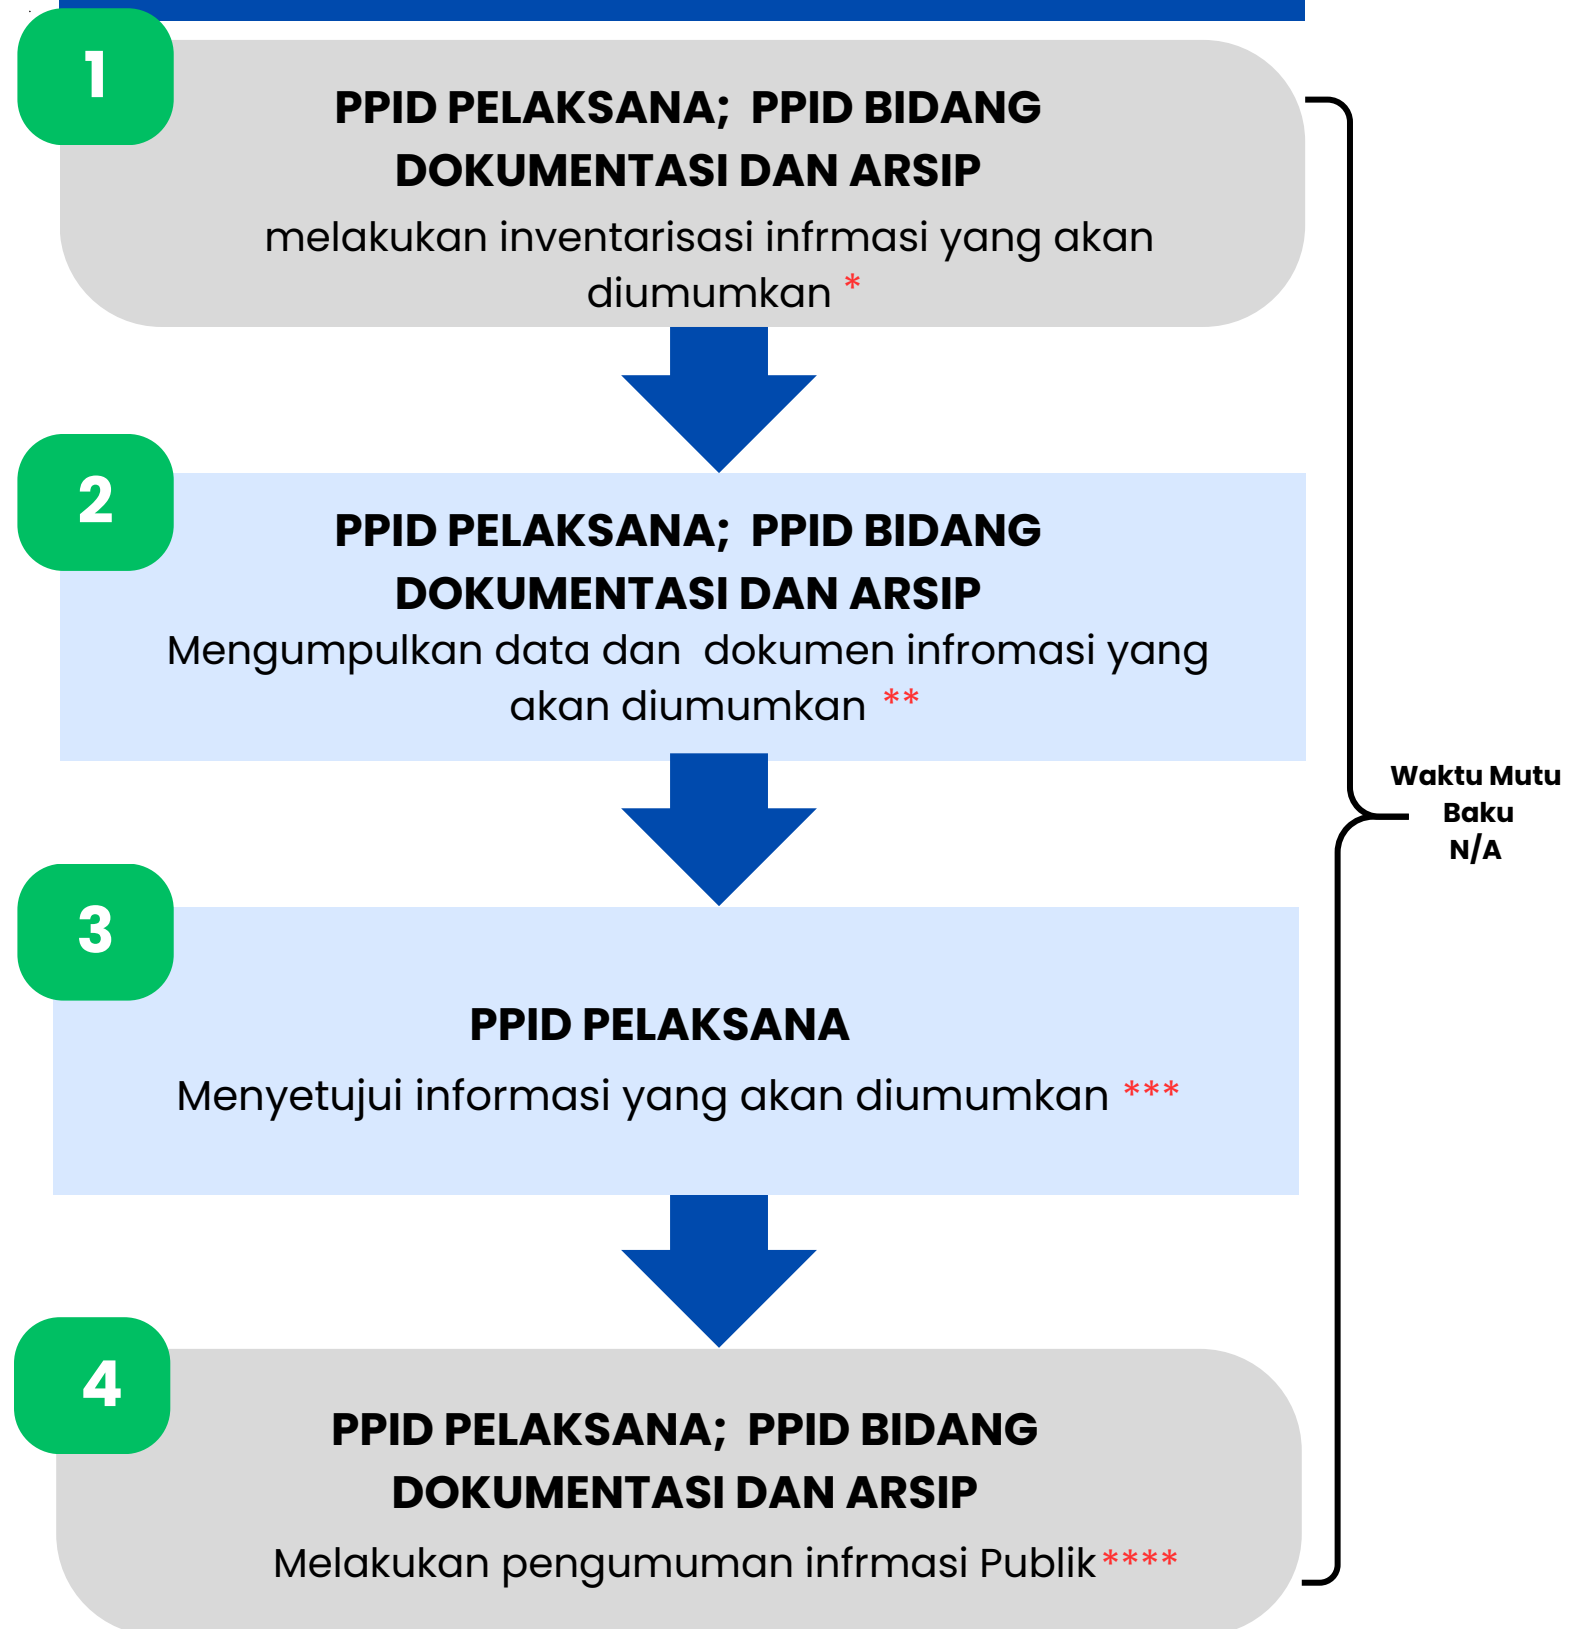 1
PPID PELAKSANA; PPID BIDANG
DOKUMENTASI DAN ARSIP
melakukan inventarisasi infrmasi yang akan
diumumkan *
2
PPID PELAKSANA; PPID BIDANG
DOKUMENTASI DAN ARSIP
Mengumpulkan data dan dokumen infromasi yang
akan diumumkan **
Waktu Mutu
Baku
N/A
3
PPID PELAKSANA
Menyetujui informasi yang akan diumumkan ***
4
PPID PELAKSANA; PPID BIDANG
DOKUMENTASI DAN ARSIP
Melakukan pengumuman infrmasi Publik****